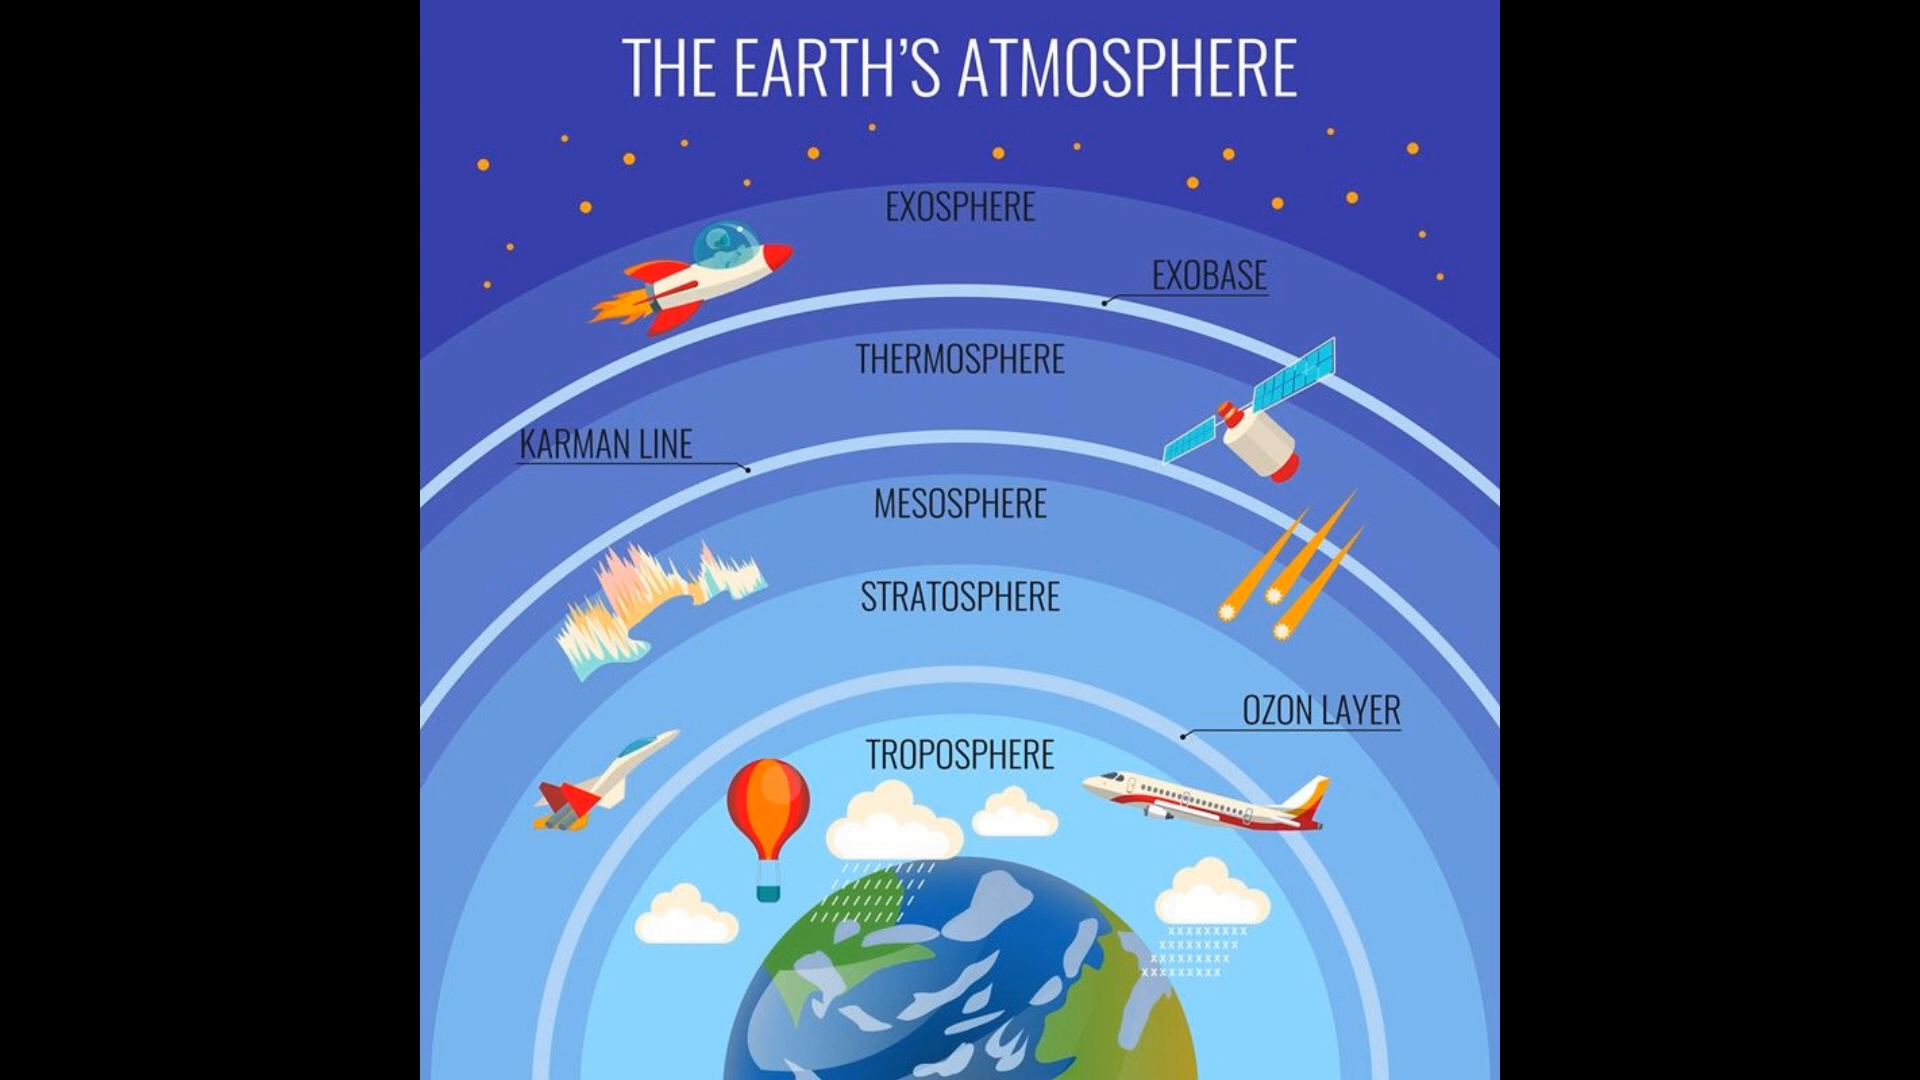 THE EARTH'S ATMOSPHERE
EXOSPHERE
EXOBASE
THERMOSPHERE
KARMAN LINE
MESOSPHERE
STRATOSPHERE
OZON LAYER
TROPOSPHERE